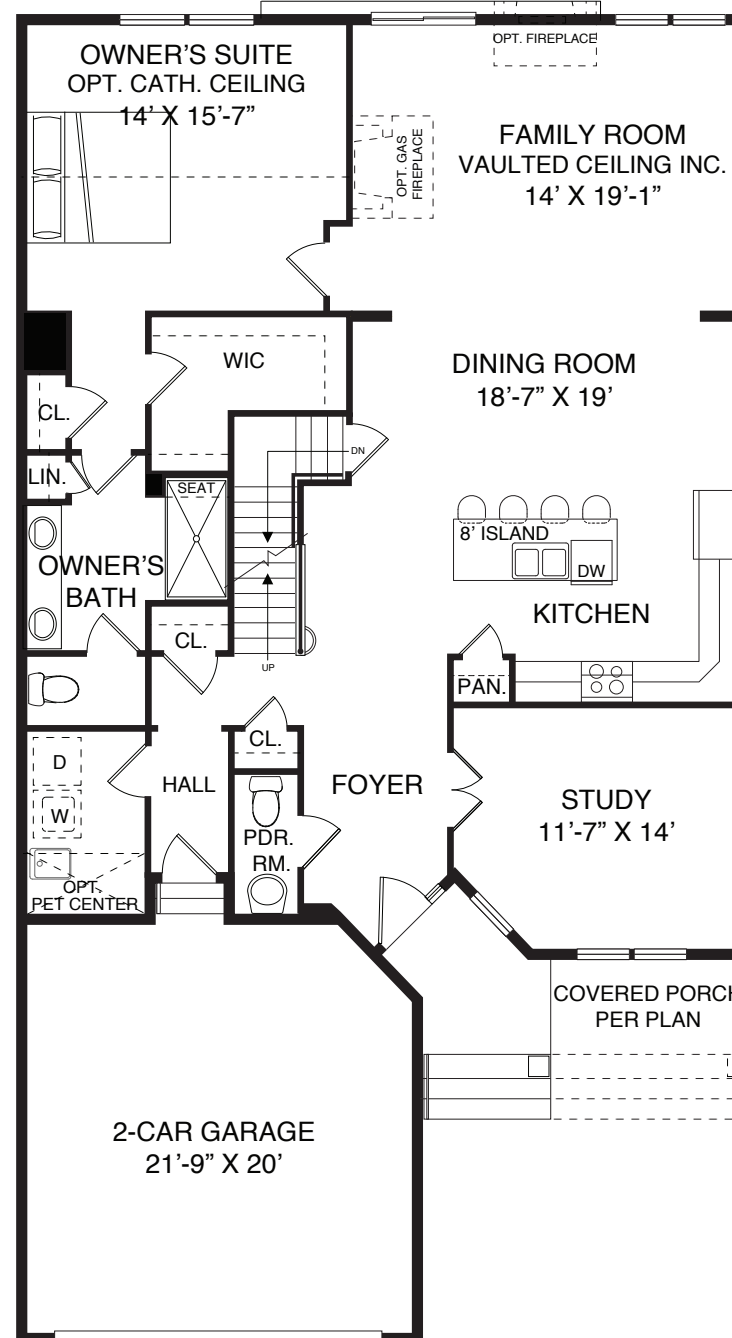 OWNER'S SUITE
OPT. CATH. CEILING
14' X 15'-7"
OPT. FIREPLACE
OPT. GAS
FIREPLACE
FAMILY ROOM
VAULTED CEILING INC.
14' X 19'-1"
WIC
DINING ROOM
18'-7" X 19'
CL.
DN
LIN.
SEAT
8' ISLAND
DW
OWNER'S
BATH
KITCHEN
CL.
UP
PAN.
CL.
D
W
HALL
FOYER
STUDY
11'-7" X 14'
PDR.
RM.
OPT.
PET CENTER
COVERED PORCH
PER PLAN
2-CAR GARAGE
21'-9" X 20'